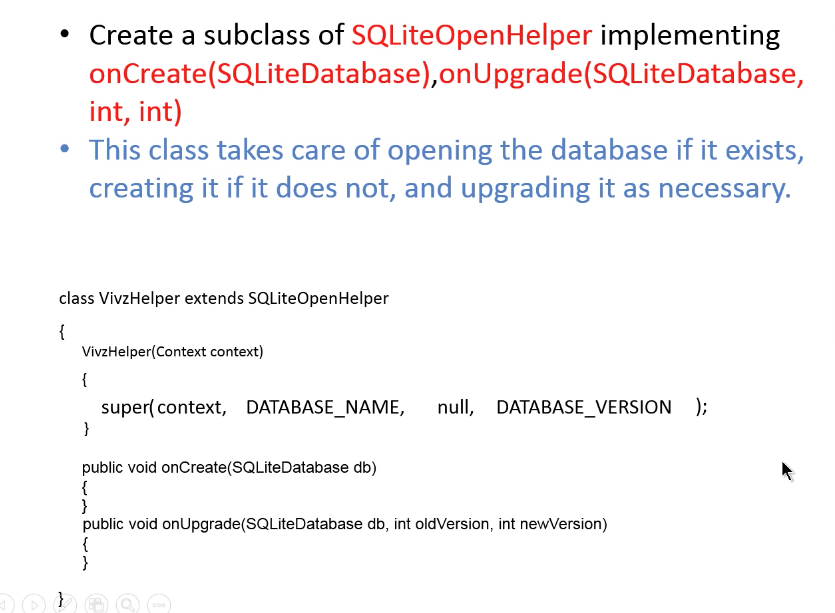 • Create a subclass of SQLiteOpenHelper implementing
onCreate(SQLiteDatabase),onUpgrade(SQLiteDatabase,
int, int)
• This class takes care of opening the database if it exists,
creating it if it does not, and upgrading it as necessary.
class VivzHelper extends SQLiteOpenHelper
{
VivzHelper(Context context)
{
super(context, DATABASE_NAME, null, DATABASE_VERSION );
}
public void onCreate(SQLiteDatabase db)
{
}
public void onUpgrade(SQLiteDatabase db, int oldVersion, int newVersion)
{
}
}